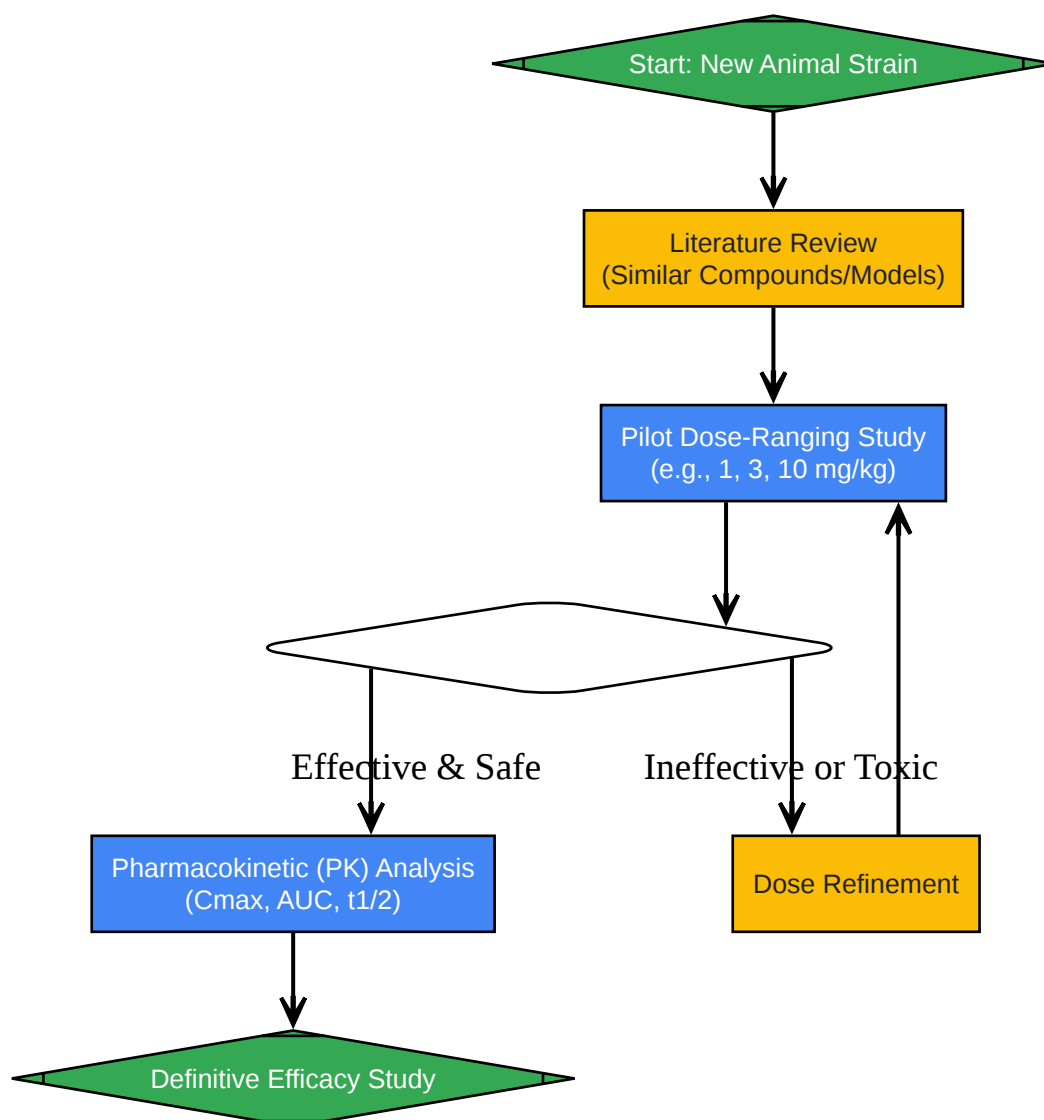 Start: New Animal Strain
Literature Review
(Similar Compounds/Models)
Pilot Dose-Ranging Study
(e.g., 1, 3, 10 mg/kg)
Effective & Safe
Ineffective or Toxic
Pharmacokinetic (PK) Analysis
(Cmax, AUC, t1/2)
Dose Refinement
Definitive Efficacy Study